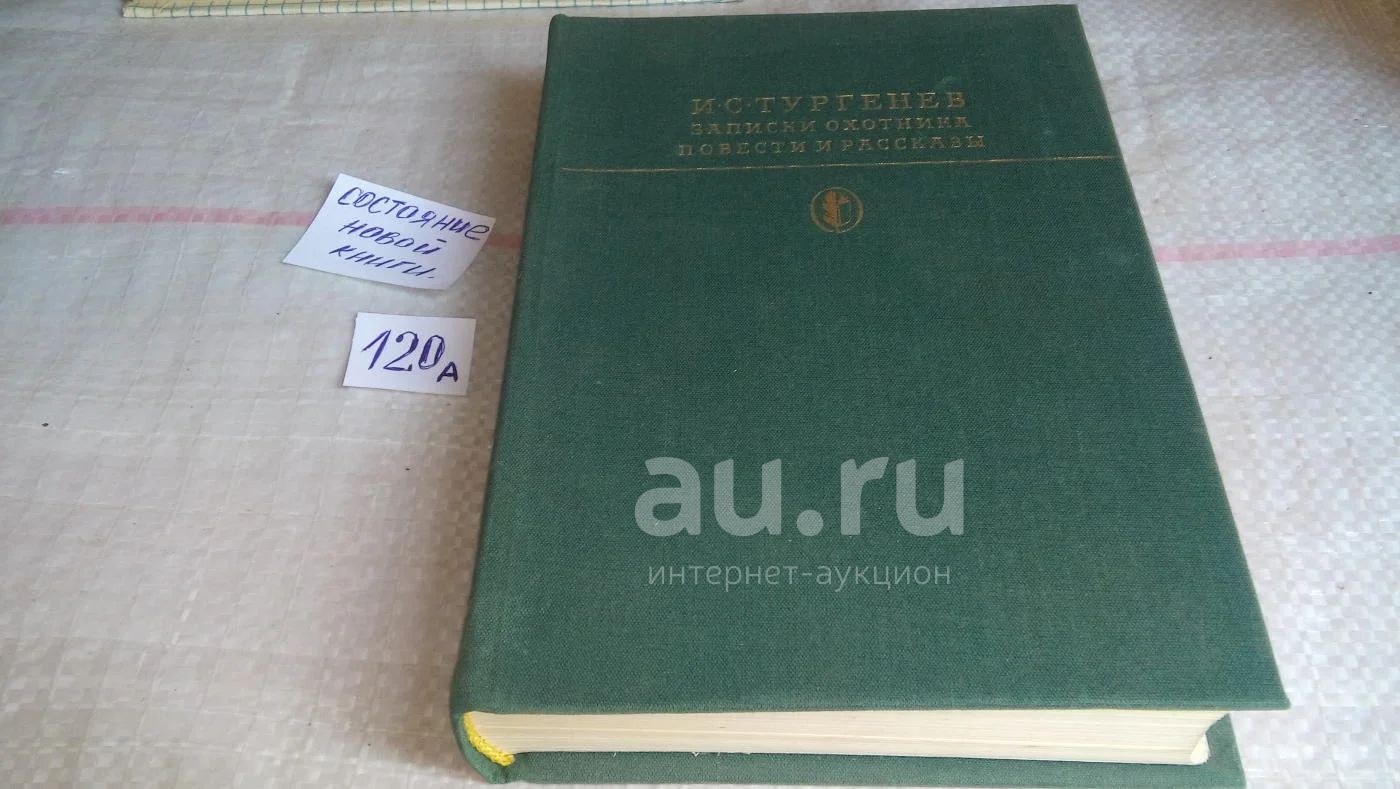 И·С·ТУРГЕНЕВ
ЗАПИСКИ ОХОТНИКА
ПОВЕСТИ И РАССКАЗЫ
СОСТОЯНИЕ
НОВОЙ
КНИГИ.
120А
au.ru
интернет-аукцион